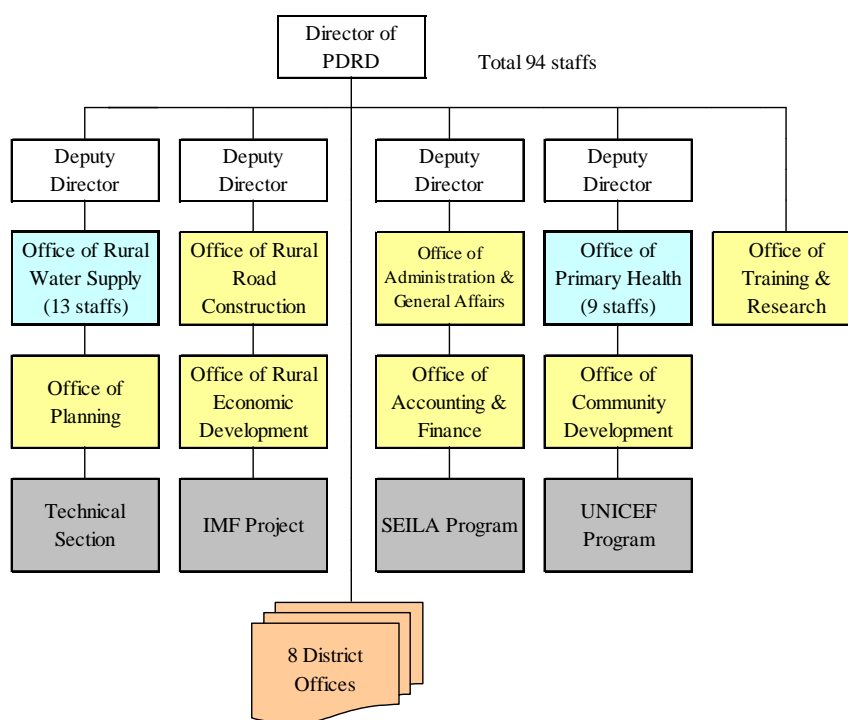 Director of
PDRD
Total 94 staffs
Deputy
Director
Deputy
Director
Deputy
Director
Deputy
Director
Office of Rural
Water Supply
(13 staffs)
Office of Rural
Road
Construction
Office of
Administration &
General Affairs
Office of
Primary Health
(9 staffs)
Office of
Training &
Research
Office of
Planning
Office of Rural
Economic
Development
Office of
Accounting &
Finance
Office of
Community
Development
Technical
Section
IMF Project
SEILA Program
UNICEF
Program
8 District
Offices